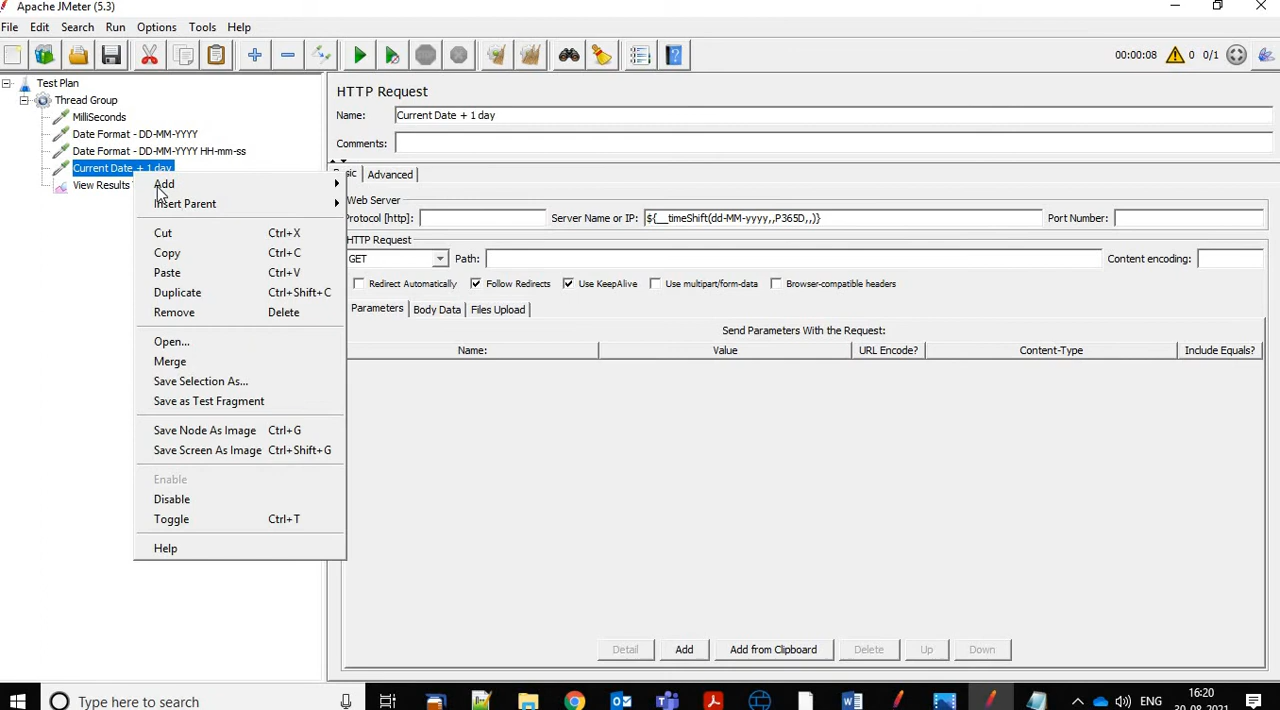 Apache JMeter (5.3)
File Edit Search Run Options Tools Help
00:00:08 0 0/1
Test Plan
Thread Group
MilliSeconds
Date Format - DD-MM-YYYY
Date Format - DD-MM-YYYY HH-mm-ss
Current Date + 1 day
View Results
Add
Insert Parent
Cut Ctrl+X
Copy Ctrl+C
Paste Ctrl+V
Duplicate Ctrl+Shift+C
Remove Delete
Open...
Merge
Save Selection As...
Save as Test Fragment
Save Node As Image Ctrl+G
Save Screen As Image Ctrl+Shift+G
Enable
Disable
Toggle Ctrl+T
Help
HTTP Request
Name: Current Date + 1 day
Comments:
sic Advanced
Web Server
Protocol [http]: Server Name or IP: ${__timeShift(dd-MM-yyyy,,P365D,,)} Port Number:
HTTP Request
GET Path: Content encoding:
Redirect Automatically Follow Redirects Use KeepAlive Use multipart/form-data Browser-compatible headers
Parameters Body Data Files Upload
Send Parameters With the Request:
Name: Value URL Encode? Content-Type Include Equals?
Detail Add Add from Clipboard Delete Up Down
Type here to search
ENG
16:20
30-08-2021